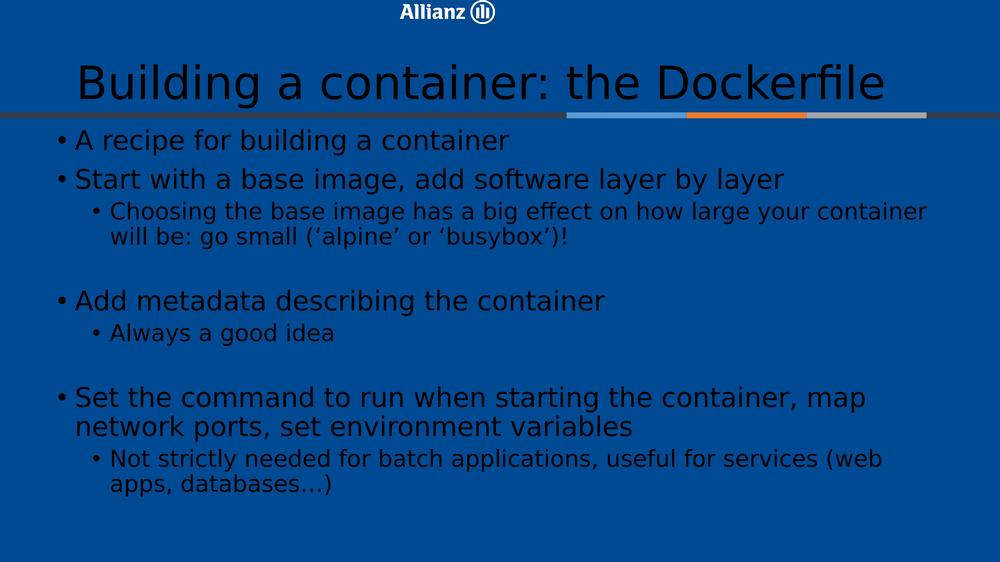 Allianz
Building a container: the Dockerfile
• A recipe for building a container
• Start with a base image, add software layer by layer
• Choosing the base image has a big effect on how large your container
will be: go small (‘alpine’ or ‘busybox’)!
• Add metadata describing the container
• Always a good idea
• Set the command to run when starting the container, map
network ports, set environment variables
• Not strictly needed for batch applications, useful for services (web
apps, databases…)